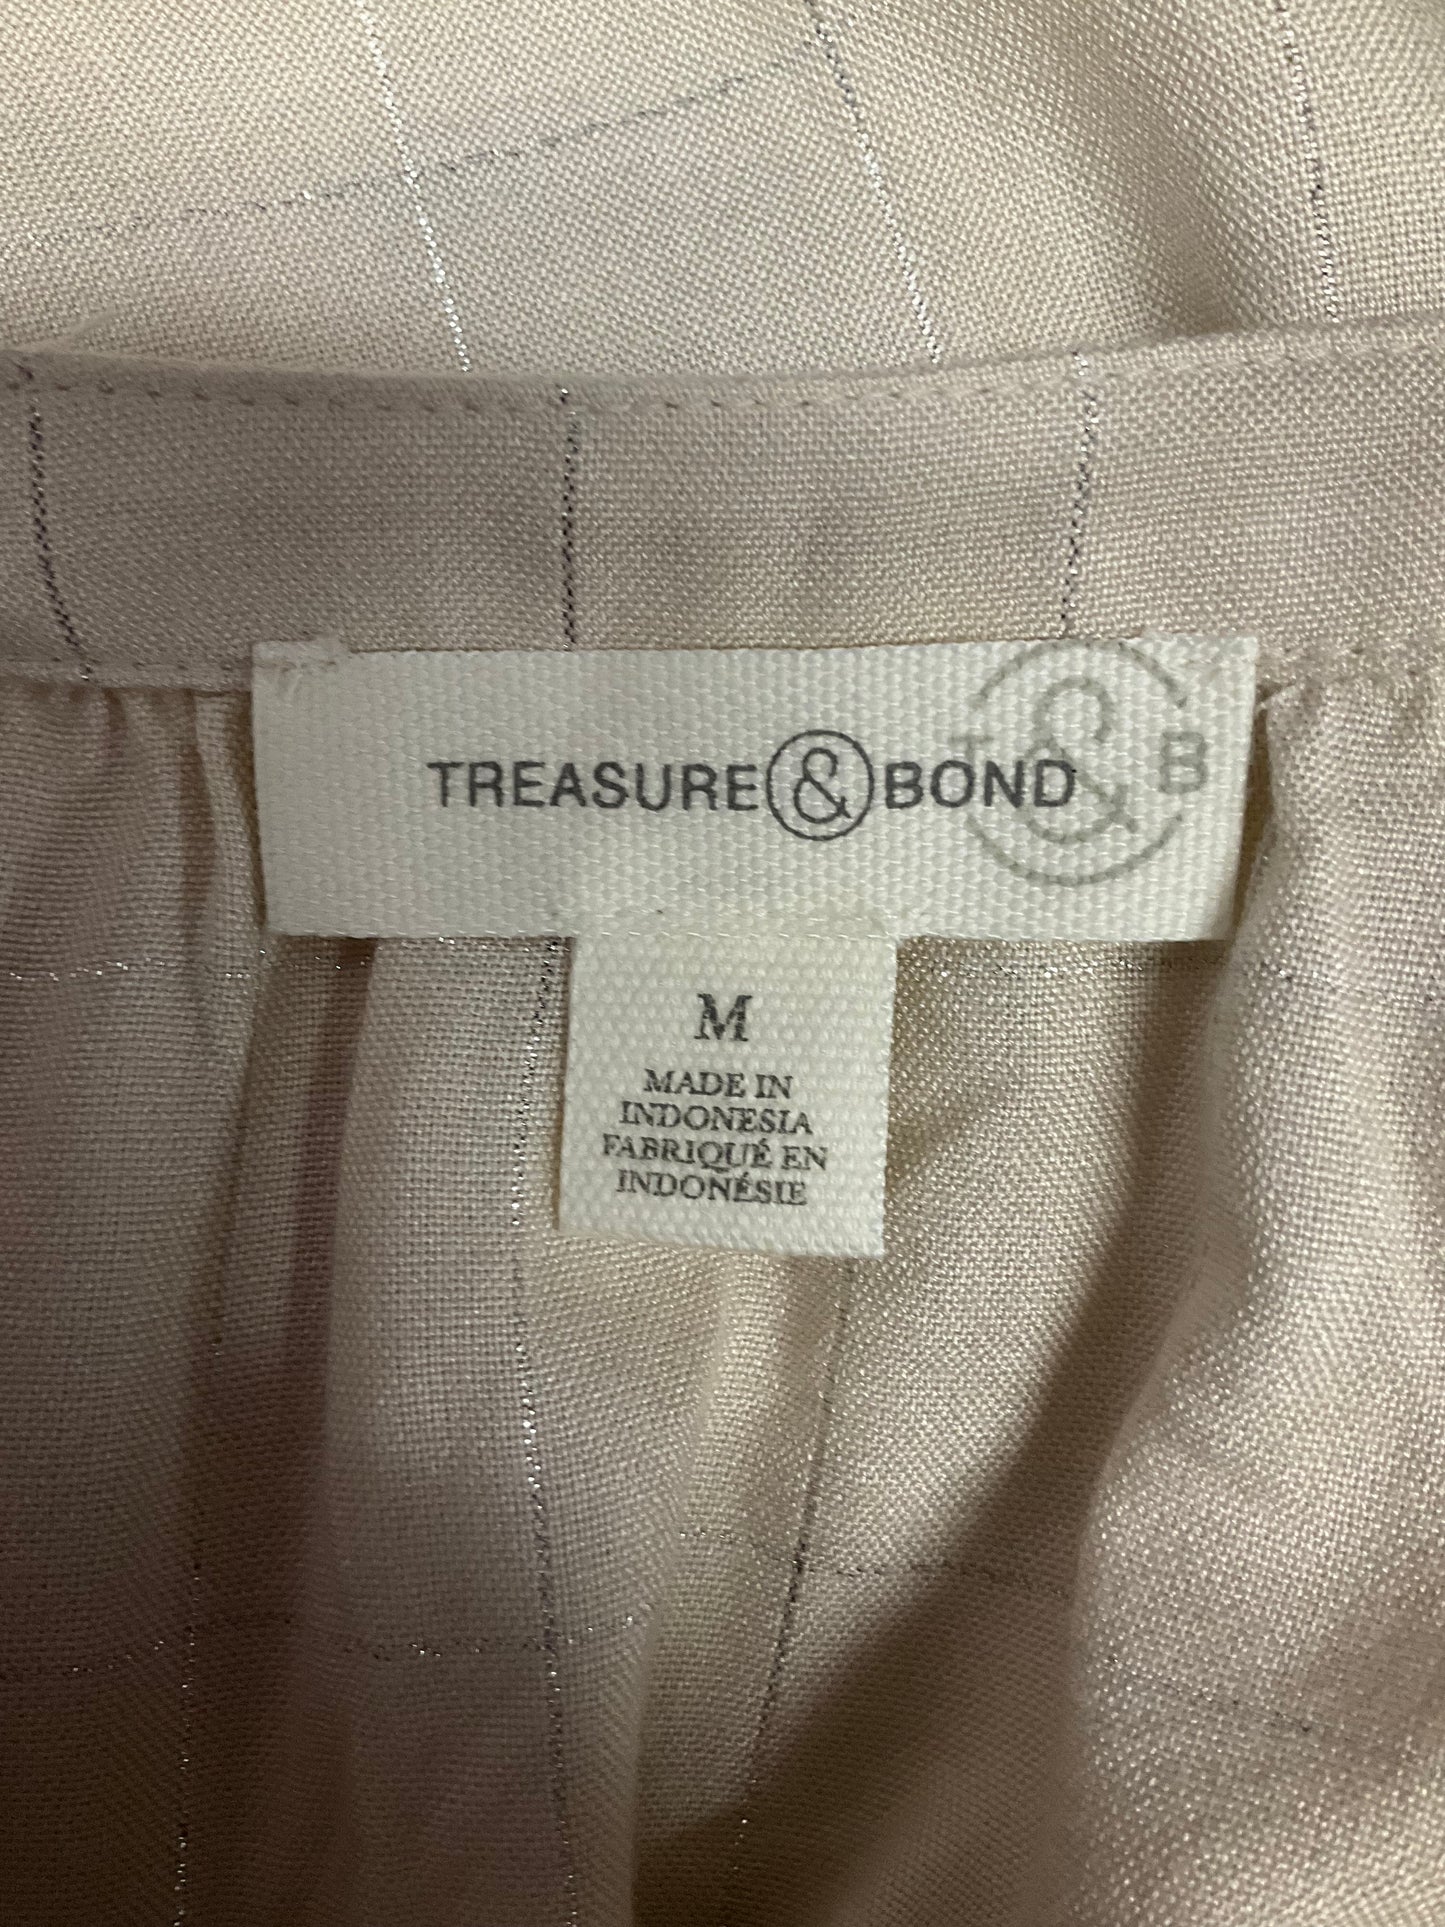 TREASURE & BOND
T & B
M
MADE IN
INDONESIA
FABRIQUÉ EN
INDONÉSIE